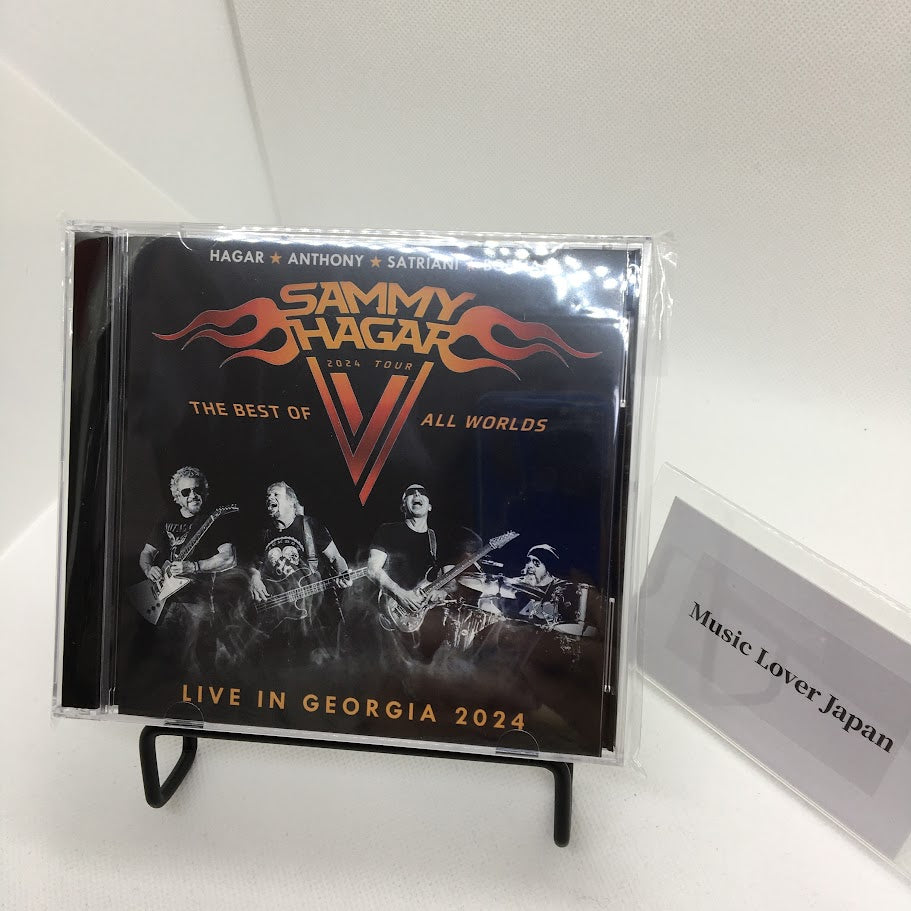 HAGAR ★ ANTHONY ★ SATRIANI
SAMMY
HAGAR
2024 TOUR
THE BEST OF ALL WORLDS
LIVE IN GEORGIA 2024
Music Lover Japan